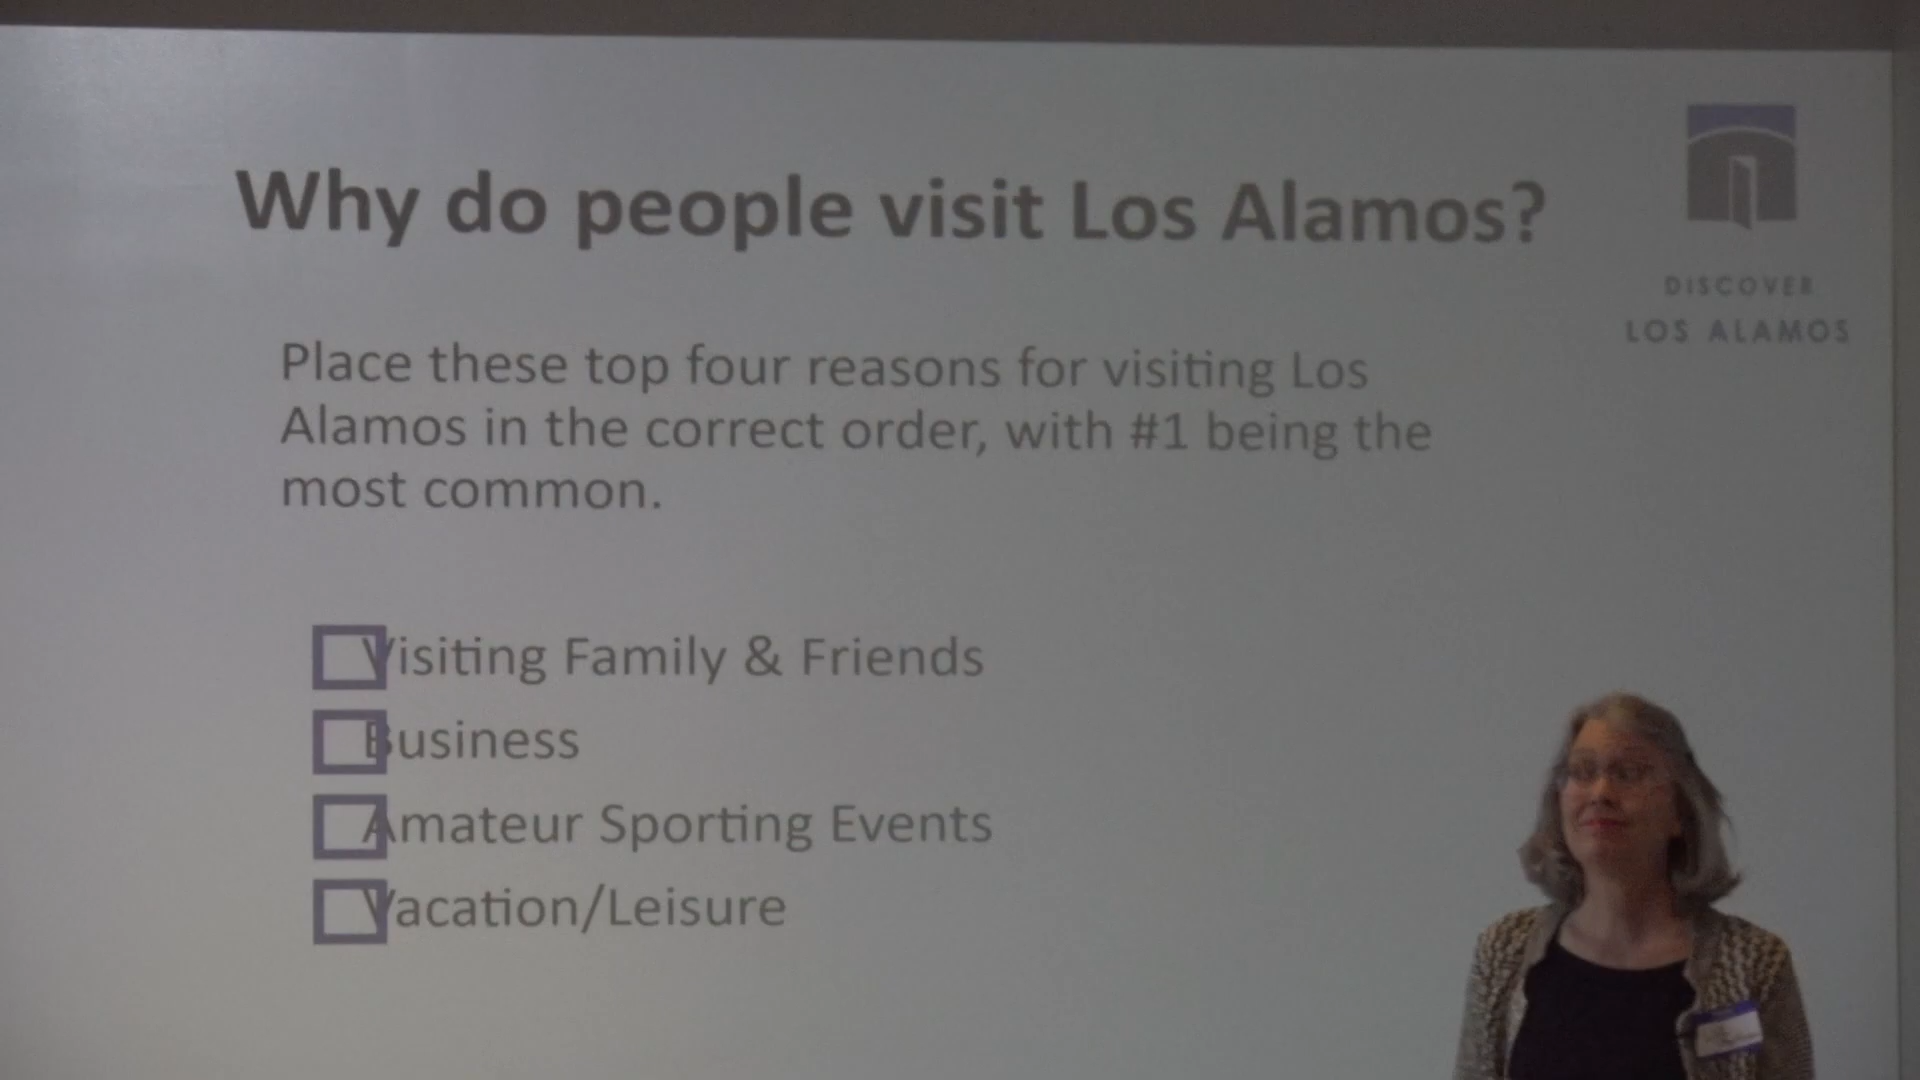 Why do people visit Los Alamos?
DISCOVER
LOS ALAMOS
Place these top four reasons for visiting Los
Alamos in the correct order, with #1 being the
most common.
Visiting Family & Friends
Business
Amateur Sporting Events
Vacation/Leisure